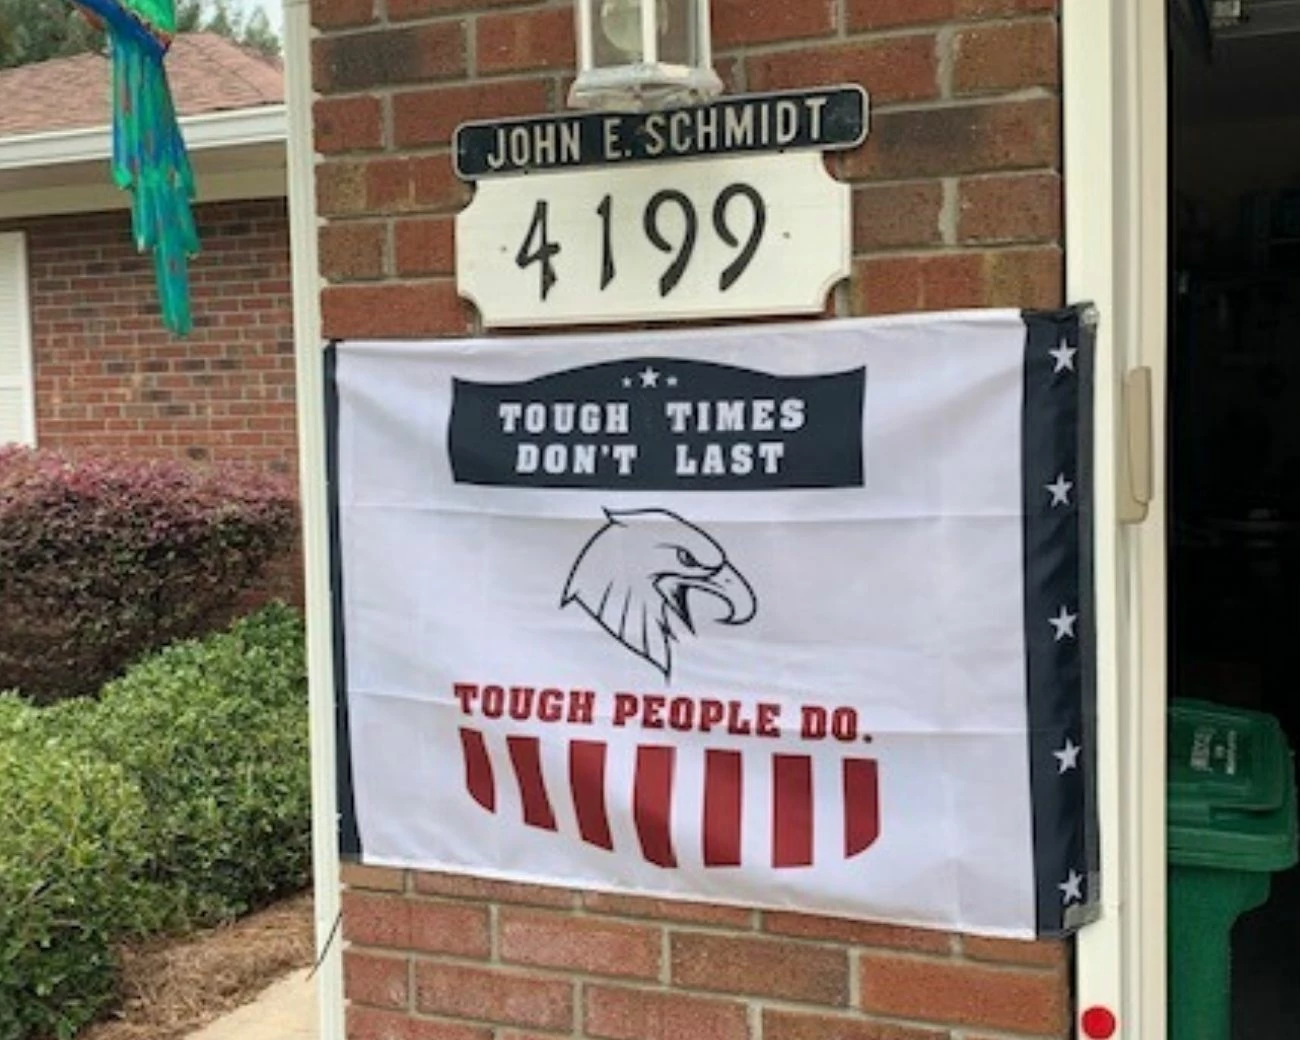 JOHN E. SCHMIDT
4199
TOUGH TIMES
DON'T LAST
TOUGH PEOPLE DO.